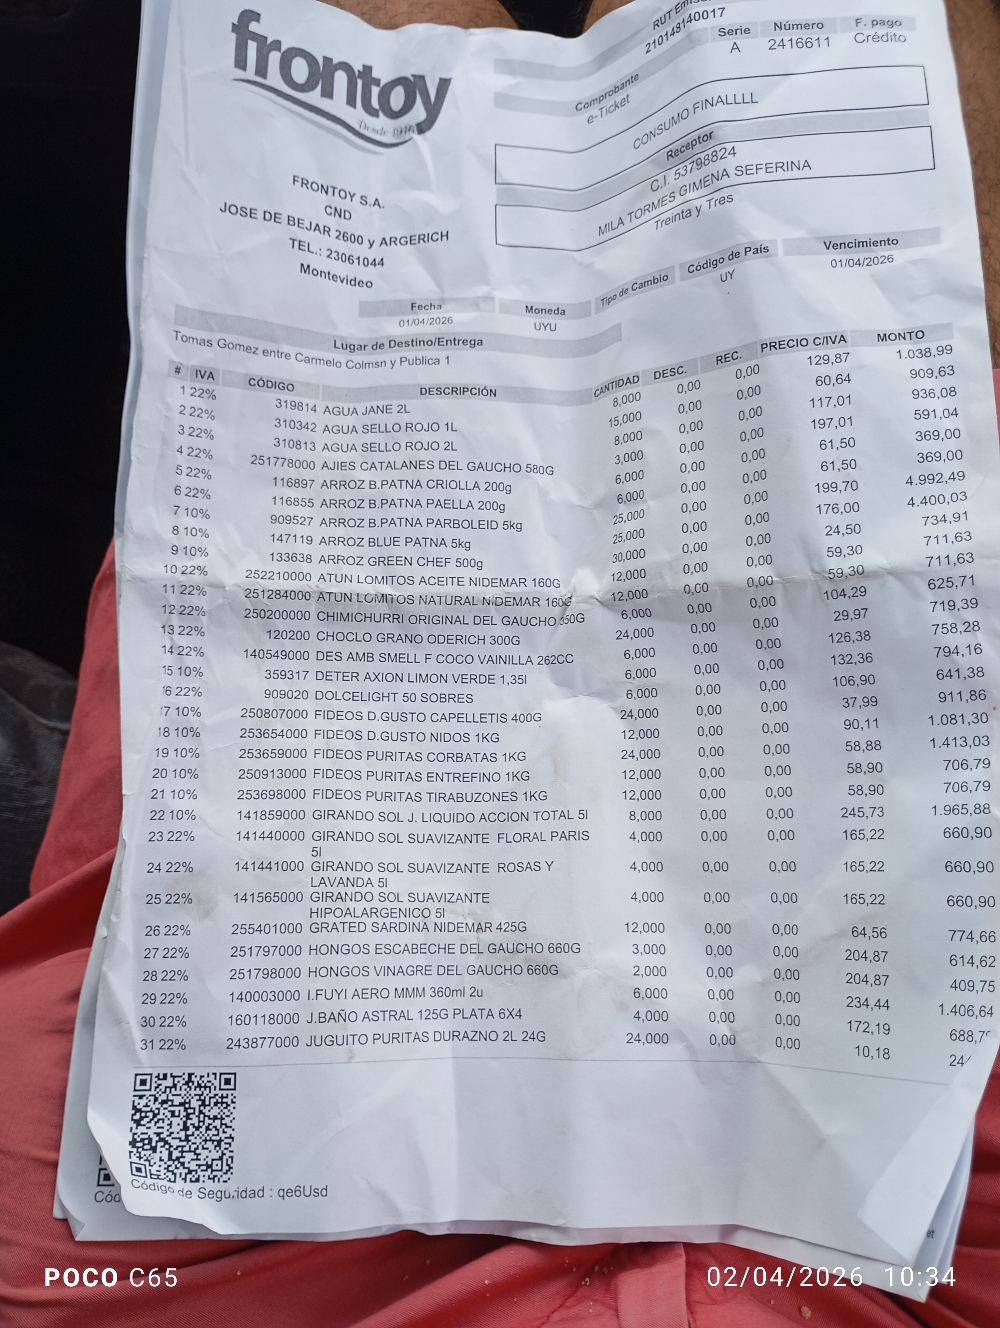 frontoy
Desde 1916
FRONTOY S.A.
CND
JOSE DE BEJAR 2600 y ARGERICH
TEL.: 23061044
Montevideo
210148140017
Serie Número F. pago
A 2416611 Crédito
Comprobante
e-Ticket
CONSUMO FINALLLL
Receptor
C.I. 53798824
MILA TORMES GIMENA SEFERINA
Treinta y Tres
Fecha Moneda Tipo de Cambio Código de País Vencimiento
01/04/2026 UYU UY 01/04/2026
Lugar de Destino/Entrega
Tomas Gomez entre Carmelo Colmsn y Publica 1
# IVA CÓDIGO DESCRIPCIÓN CANTIDAD DESC. REC. PRECIO C/IVA MONTO
1 22% 319814 AGUA JANE 2L 8,000 0,00 0,00 129,87 1.038,99
2 22% 310342 AGUA SELLO ROJO 1L 15,000 0,00 0,00 60,64 909,63
3 22% 310813 AGUA SELLO ROJO 2L 8,000 0,00 0,00 117,01 936,08
4 22% 251778000 AJIES CATALANES DEL GAUCHO 580G 3,000 0,00 0,00 197,01 591,04
5 22% 116897 ARROZ B.PATNA CRIOLLA 200g 6,000 0,00 0,00 61,50 369,00
6 22% 116855 ARROZ B.PATNA PAELLA 200g 6,000 0,00 0,00 61,50 369,00
7 10% 909527 ARROZ B.PATNA PARBOLEID 5kg 25,000 0,00 0,00 199,70 4.992,49
8 10% 147119 ARROZ BLUE PATNA 5kg 25,000 0,00 0,00 176,00 4.400,03
9 10% 133638 ARROZ GREEN CHEF 500g 30,000 0,00 0,00 24,50 734,91
10 22% 252210000 ATUN LOMITOS ACEITE NIDEMAR 160G 12,000 0,00 0,00 59,30 711,63
11 22% 251284000 ATUN LOMITOS NATURAL NIDEMAR 160G 12,000 0,00 0,00 59,30 711,63
12 22% 250200000 CHIMICHURRI ORIGINAL DEL GAUCHO 550G 6,000 0,00 0,00 104,29 625,71
13 22% 120200 CHOCLO GRANO ODERICH 300G 24,000 0,00 0,00 29,97 719,39
14 22% 140549000 DES AMB SMELL F COCO VAINILLA 262CC 6,000 0,00 0,00 126,38 758,28
15 10% 359317 DETER AXION LIMON VERDE 1,35l 6,000 0,00 0,00 132,36 794,16
16 22% 909020 DOLCELIGHT 50 SOBRES 6,000 0,00 0,00 106,90 641,38
17 10% 250807000 FIDEOS D.GUSTO CAPELLETIS 400G 24,000 0,00 0,00 37,99 911,86
18 10% 253654000 FIDEOS D.GUSTO NIDOS 1KG 12,000 0,00 0,00 90,11 1.081,30
19 10% 253659000 FIDEOS PURITAS CORBATAS 1KG 24,000 0,00 0,00 58,88 1.413,03
20 10% 250913000 FIDEOS PURITAS ENTREFINO 1KG 12,000 0,00 0,00 58,90 706,79
21 10% 253698000 FIDEOS PURITAS TIRABUZONES 1KG 12,000 0,00 0,00 58,90 706,79
22 10% 141859000 GIRANDO SOL J. LIQUIDO ACCION TOTAL 5l 8,000 0,00 0,00 245,73 1.965,88
23 22% 141440000 GIRANDO SOL SUAVIZANTE FLORAL PARIS 4,000 0,00 0,00 165,22 660,90
5l
24 22% 141441000 GIRANDO SOL SUAVIZANTE ROSAS Y 4,000 0,00 0,00 165,22 660,90
LAVANDA 5l
25 22% 141565000 GIRANDO SOL SUAVIZANTE 4,000 0,00 0,00 165,22 660,90
HIPOALARGENICO 5l
26 22% 255401000 GRATED SARDINA NIDEMAR 425G 12,000 0,00 0,00 64,56 774,66
27 22% 251797000 HONGOS ESCABECHE DEL GAUCHO 660G 3,000 0,00 0,00 204,87 614,62
28 22% 251798000 HONGOS VINAGRE DEL GAUCHO 660G 2,000 0,00 0,00 204,87 409,75
29 22% 140003000 I.FUYI AERO MMM 360ml 2u 6,000 0,00 0,00 234,44 1.406,64
30 22% 160118000 J.BAÑO ASTRAL 125G PLATA 6X4 4,000 0,00 0,00 172,19 688,7
31 22% 243877000 JUGUITO PURITAS DURAZNO 2L 24G 24,000 0,00 0,00 10,18 24
Código de Seguridad : qe6Usd
Cód
POCO C65
02/04/2026 10:34